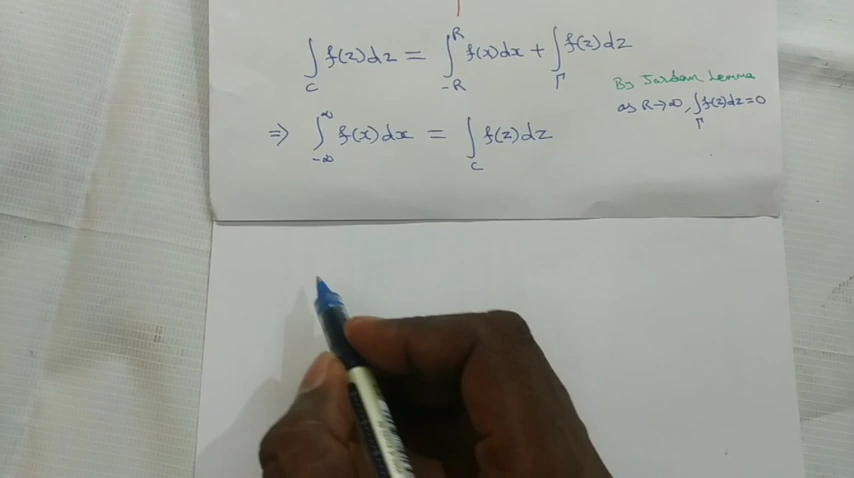 ∫_C f(z)dz = ∫_{-R}^{R} f(x)dx + ∫_Γ f(z)dz
By Jordan Lemma
as R→∞, ∫_Γ f(z)dz=0
⇒ ∫_{-∞}^{∞} f(x)dx = ∫_C f(z)dz